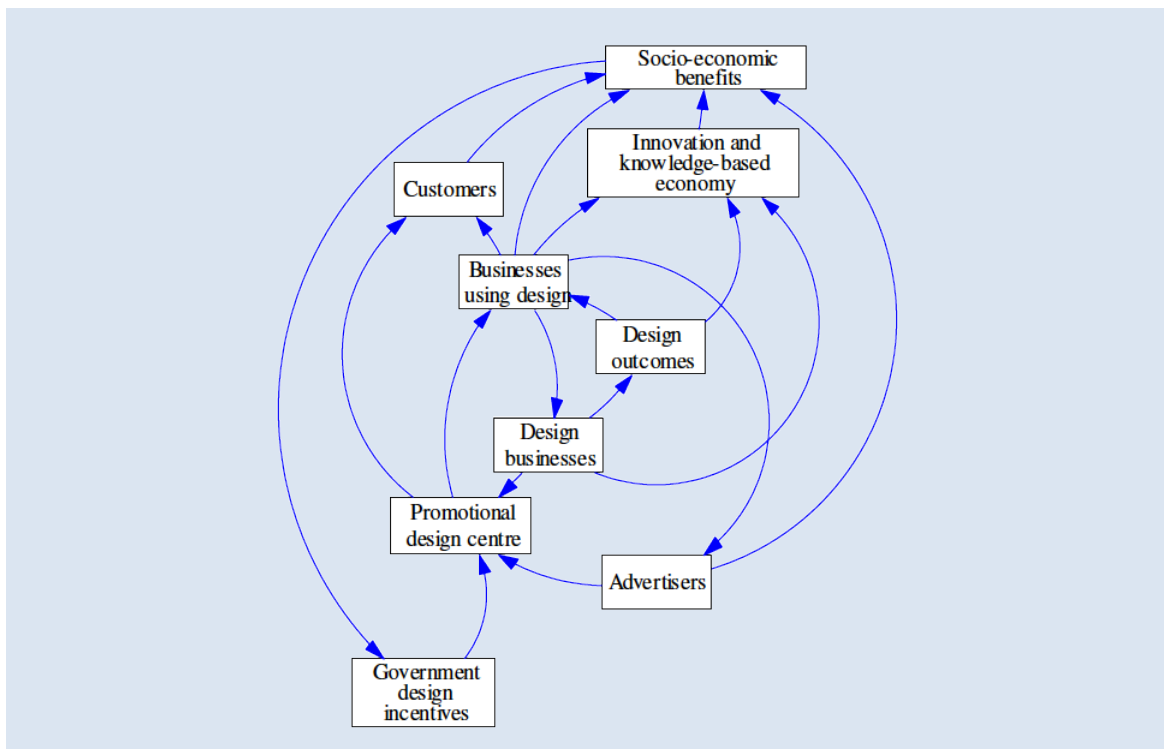 Socio-economic
benefits
Innovation and
knowledge-based
economy
Customers
Businesses
using design
Design
outcomes
Design
businesses
Promotional
design centre
Advertisers
Government
design
incentives